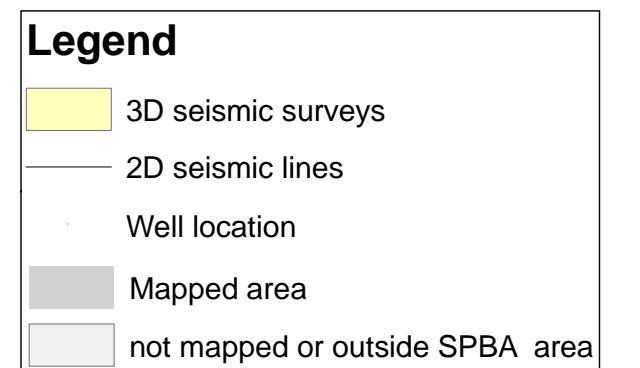 Legend
3D seismic surveys
2D seismic lines
Well location
Mapped area
not mapped or outside SPBA area